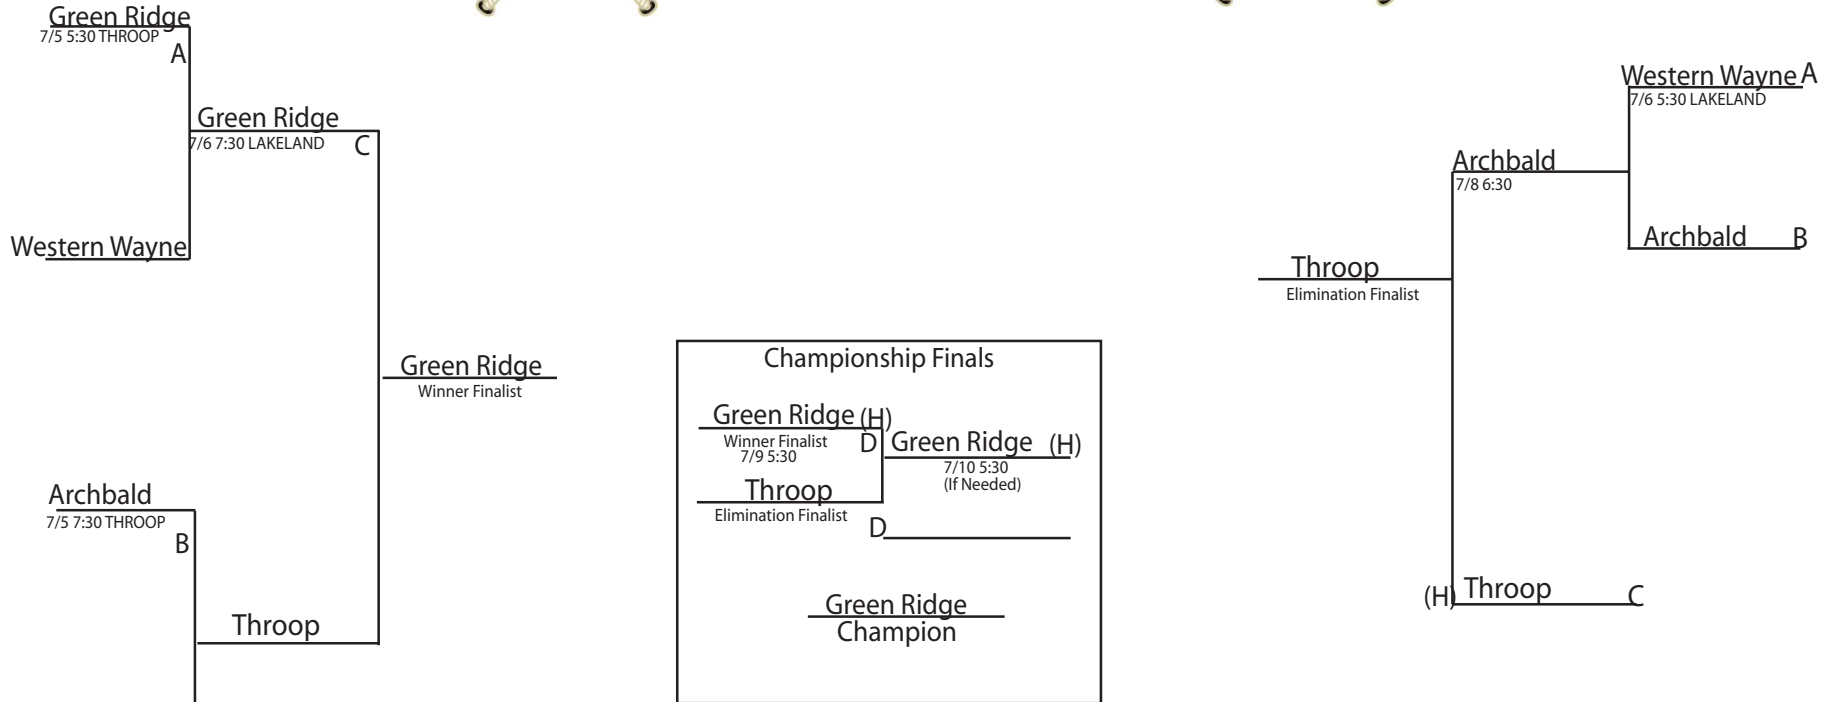 Green Ridge
7/5 5:30 THROOP
A
Green Ridge
7/6 7:30 LAKELAND
C
Western Wayne
Green Ridge
Winner Finalist
Archbald
7/5 7:30 THROOP
B
Throop
Championship Finals
Green Ridge (H)
Winner Finalist
D
7/9 5:30
Green Ridge (H)
7/10 5:30
(If Needed)
Throop
Elimination Finalist
D
Green Ridge
Champion
Western Wayne A
7/6 5:30 LAKELAND
Archbald
7/8 6:30
Archbald B
Throop
Elimination Finalist
(H) Throop C